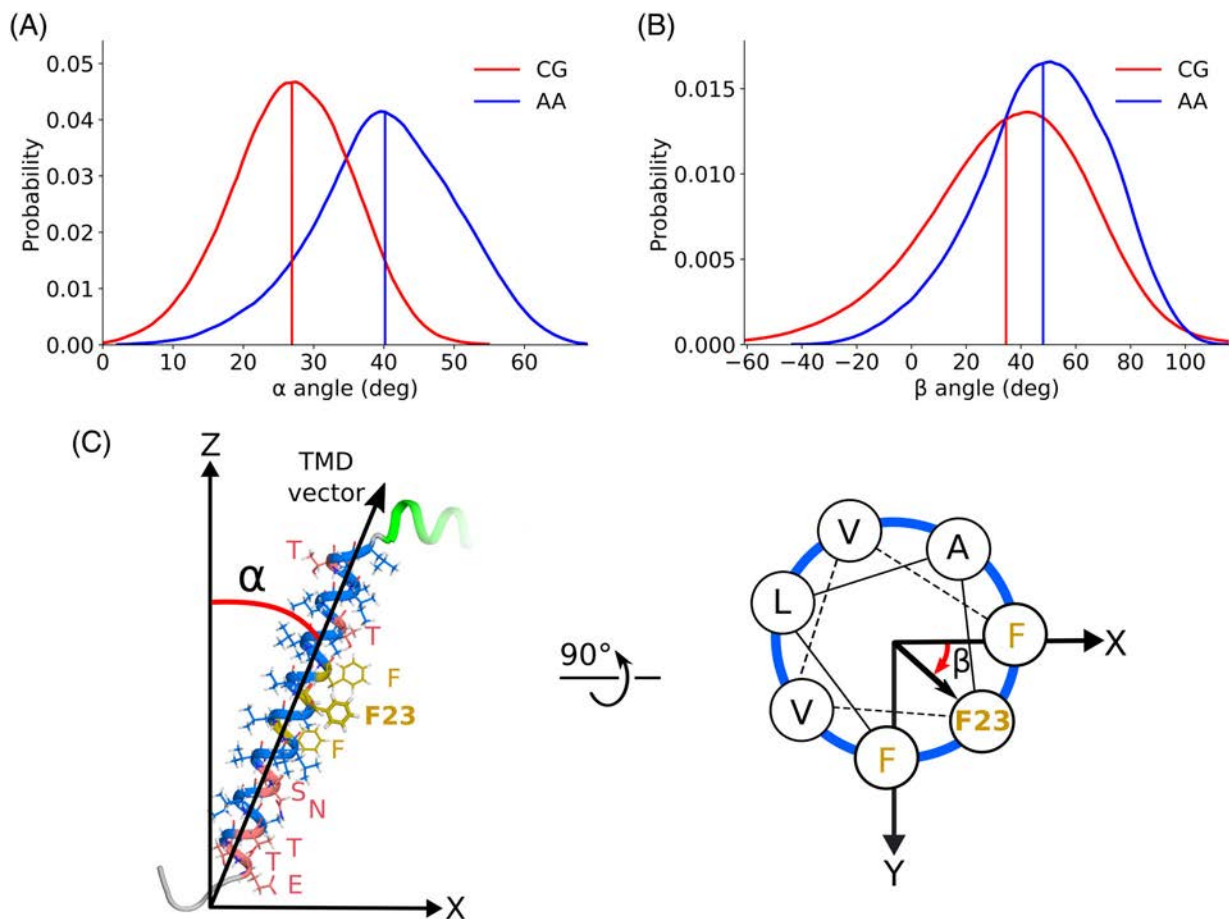 (A)
0.05
0.04
0.03
0.02
0.01
0.00
Probability
CG
AA
0 10 20 30 40 50 60
α angle (deg)
(B)
0.015
0.010
0.005
0.000
Probability
CG
AA
−60 −40 −20 0 20 40 60 80 100
β angle (deg)
(C)
Z
TMD
vector
α
T
T
F
F23
F
S
N
T
T
E
X
90°
V
A
L
F
X
β
V
F23
F
Y